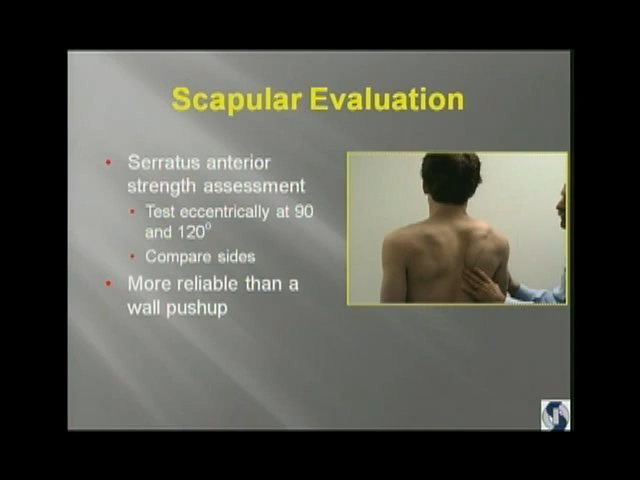 Scapular Evaluation
• Serratus anterior
strength assessment
• Test eccentrically at 90
and 120°
• Compare sides
• More reliable than a
wall pushup